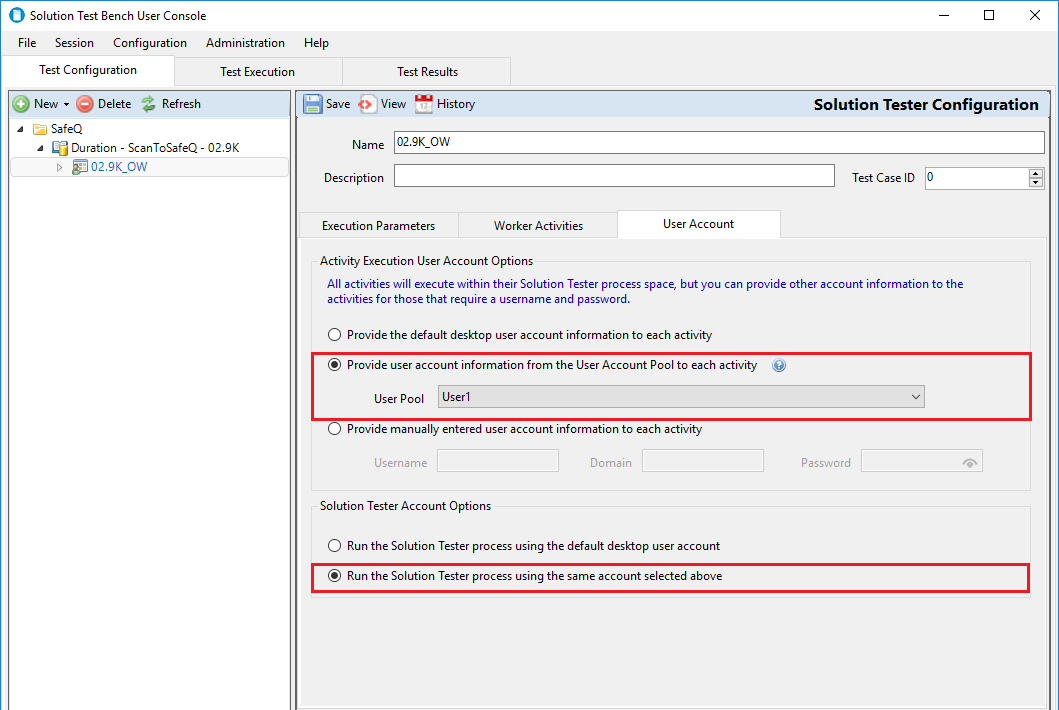 Solution Test Bench User Console
File Session Configuration Administration Help
Test Configuration Test Execution Test Results
New Delete Refresh
SafeQ
Duration - ScanToSafeQ - 02.9K
02.9K_OW
Save View 12 History Solution Tester Configuration
Name 02.9K_OW
Description Test Case ID 0
Execution Parameters Worker Activities User Account
Activity Execution User Account Options
All activities will execute within their Solution Tester process space, but you can provide other account information to the
activities for those that require a username and password.
Provide the default desktop user account information to each activity
Provide user account information from the User Account Pool to each activity ?
User Pool User1
Provide manually entered user account information to each activity
Username Domain Password
Solution Tester Account Options
Run the Solution Tester process using the default desktop user account
Run the Solution Tester process using the same account selected above